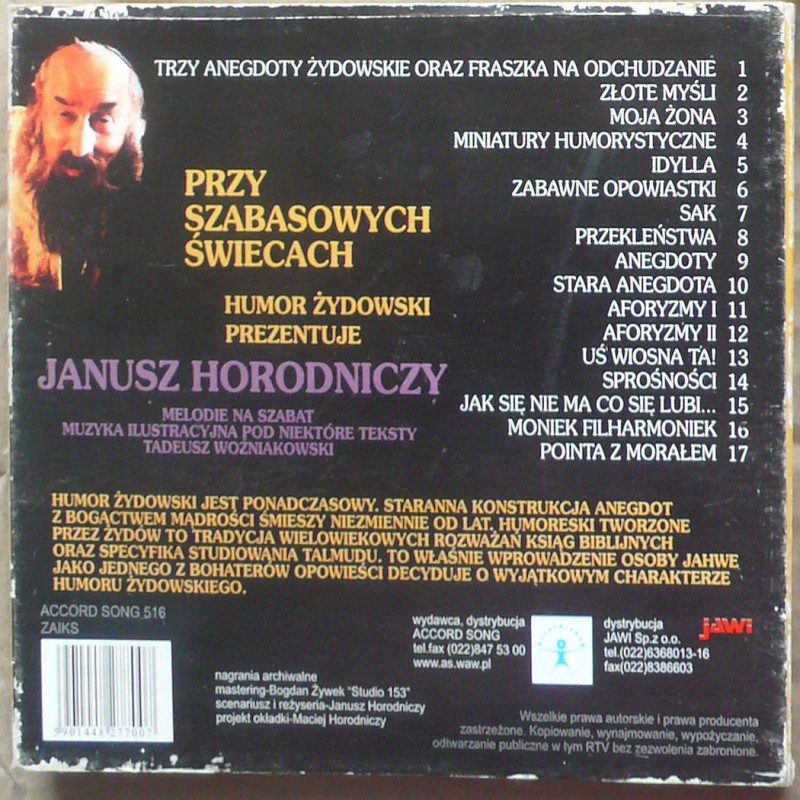 TRZY ANEGDOTY ŻYDOWSKIE ORAZ FRASZKA NA ODCHUDZANIE 1
ZŁOTE MYŚLI 2
MOJA ŻONA 3
MINIATURY HUMORYSTYCZNE 4
IDYLLA 5
ZABAWNE OPOWIASTKI 6
SAK 7
PRZEKLEŃSTWA 8
ANEGDOTY 9
STARA ANEGDOTA 10
AFORYZMY I 11
AFORYZMY II 12
UŚ WIOSNA TA! 13
SPROŚNOŚCI 14
JAK SIĘ NIE MA CO SIĘ LUBI... 15
MONIEK FILHARMONIEK 16
POINTA Z MORAŁEM 17
PRZY
SZABASOWYCH
ŚWIECACH
HUMOR ŻYDOWSKI
PREZENTUJE
JANUSZ HORODNICZY
MELODIE NA SZABAT
MUZYKA ILUSTRACYJNA POD NIEKTÓRE TEKSTY
TADEUSZ WOŹNIAKOWSKI
HUMOR ŻYDOWSKI JEST PONADCZASOWY. STARANNA KONSTRUKCJA ANEGDOT
Z BOGACTWEM MĄDROŚCI ŚMIESZY NIEZMIENNIE OD LAT. HUMORESKI TWORZONE
PRZEZ ŻYDÓW TO TRADYCJA WIELOWIEKOWYCH ROZWAŻAŃ KSIĄG BIBLIJNYCH
ORAZ SPECYFIKA STUDIOWANIA TALMUDU. TO WŁAŚNIE WPROWADZENIE OSOBY JAHWE
JAKO JEDNEGO Z BOHATERÓW OPOWIEŚCI DECYDUJE O WYJĄTKOWYM CHARAKTERZE
HUMORU ŻYDOWSKIEGO.
ACCORD SONG 516
ZAIKS
5901448277007
nagrania archiwalne
mastering-Bogdan Żywek "Studio 153"
scenariusz i reżyseria-Janusz Horodniczy
projekt okładki-Maciej Horodniczy
wydawca, dystrybucja
ACCORD SONG
tel.fax (022)847 53 00
www.as.waw.pl
dystrybucja
JAWI Sp.z o.o.
tel.(022)6368013-16
fax(022)8386603
jawi
Wszelkie prawa autorskie i prawa producenta
zastrzeżone. Kopiowanie, wynajmowanie, wypożyczanie,
odtwarzanie publiczne w tym RTV bez zezwolenia zabronione.